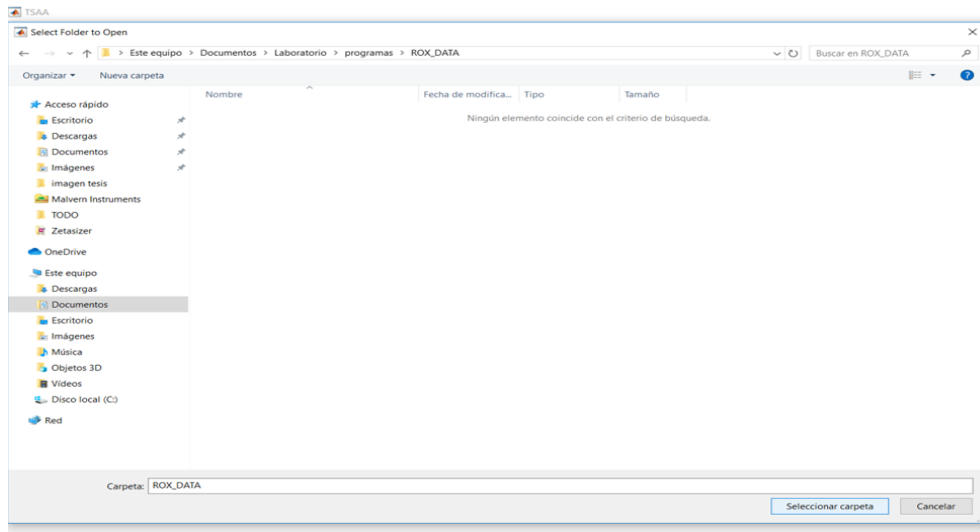 TSAA
Select Folder to Open
Este equipo > Documentos > Laboratorio > programas > ROX_DATA
Buscar en ROX_DATA
Organizar
Nueva carpeta
Nombre
Fecha de modifica...
Tipo
Tamaño
Ningún elemento coincide con el criterio de búsqueda.
Acceso rápido
Escritorio
Descargas
Documentos
Imágenes
imagen tesis
Malvern Instruments
TODO
Zetasizer
OneDrive
Este equipo
Descargas
Documentos
Escritorio
Imágenes
Música
Objetos 3D
Vídeos
Disco local (C:)
Red
Carpeta: ROX_DATA
Seleccionar carpeta
Cancelar